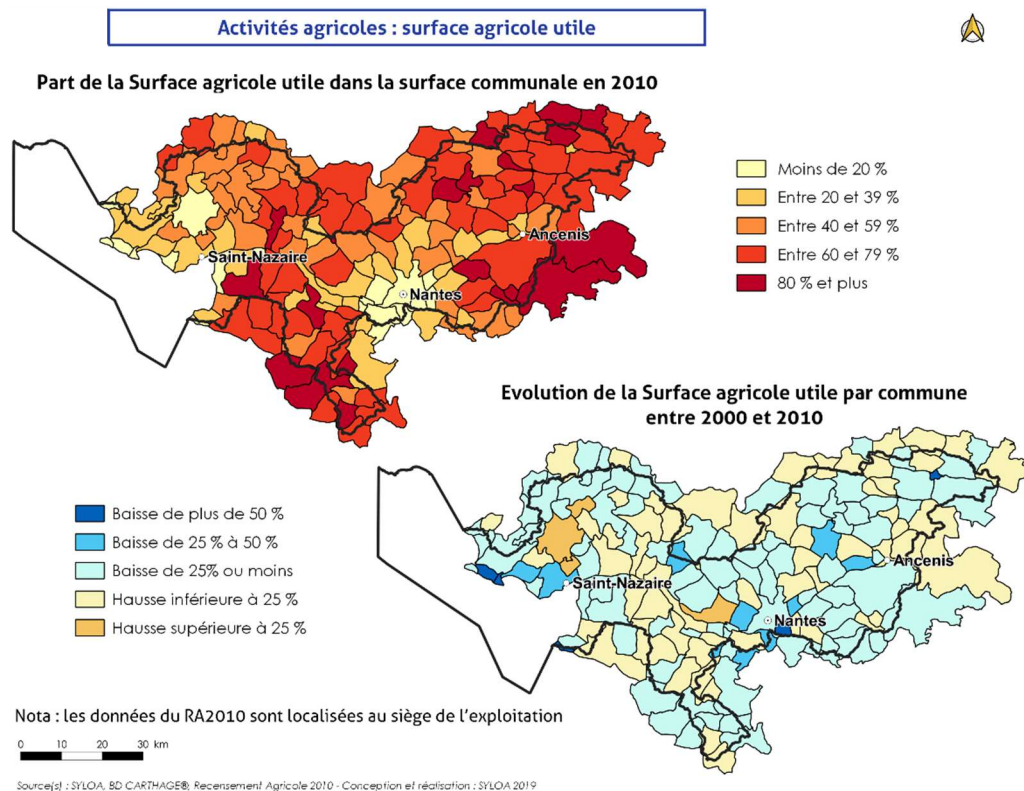 Activités agricoles : surface agricole utile
Part de la Surface agricole utile dans la surface communale en 2010
Moins de 20 %
Entre 20 et 39 %
Entre 40 et 59 %
Entre 60 et 79 %
80 % et plus
Ancenis
Saint-Nazaire
Nantes
Evolution de la Surface agricole utile par commune
entre 2000 et 2010
Baisse de plus de 50 %
Baisse de 25 % à 50 %
Baisse de 25% ou moins
Hausse inférieure à 25 %
Hausse supérieure à 25 %
Ancenis
Saint-Nazaire
Nantes
Nota : les données du RA2010 sont localisées au siège de l'exploitation
0 10 20 30 km
Source(s) : SYLOA, BD CARTHAGE®, Recensement Agricole 2010 - Conception et réalisation : SYLOA 2019